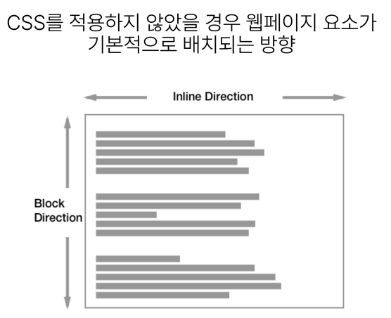 CSS를 적용하지 않았을 경우 웹페이지 요소가
기본적으로 배치되는 방향
Inline Direction
Block
Direction